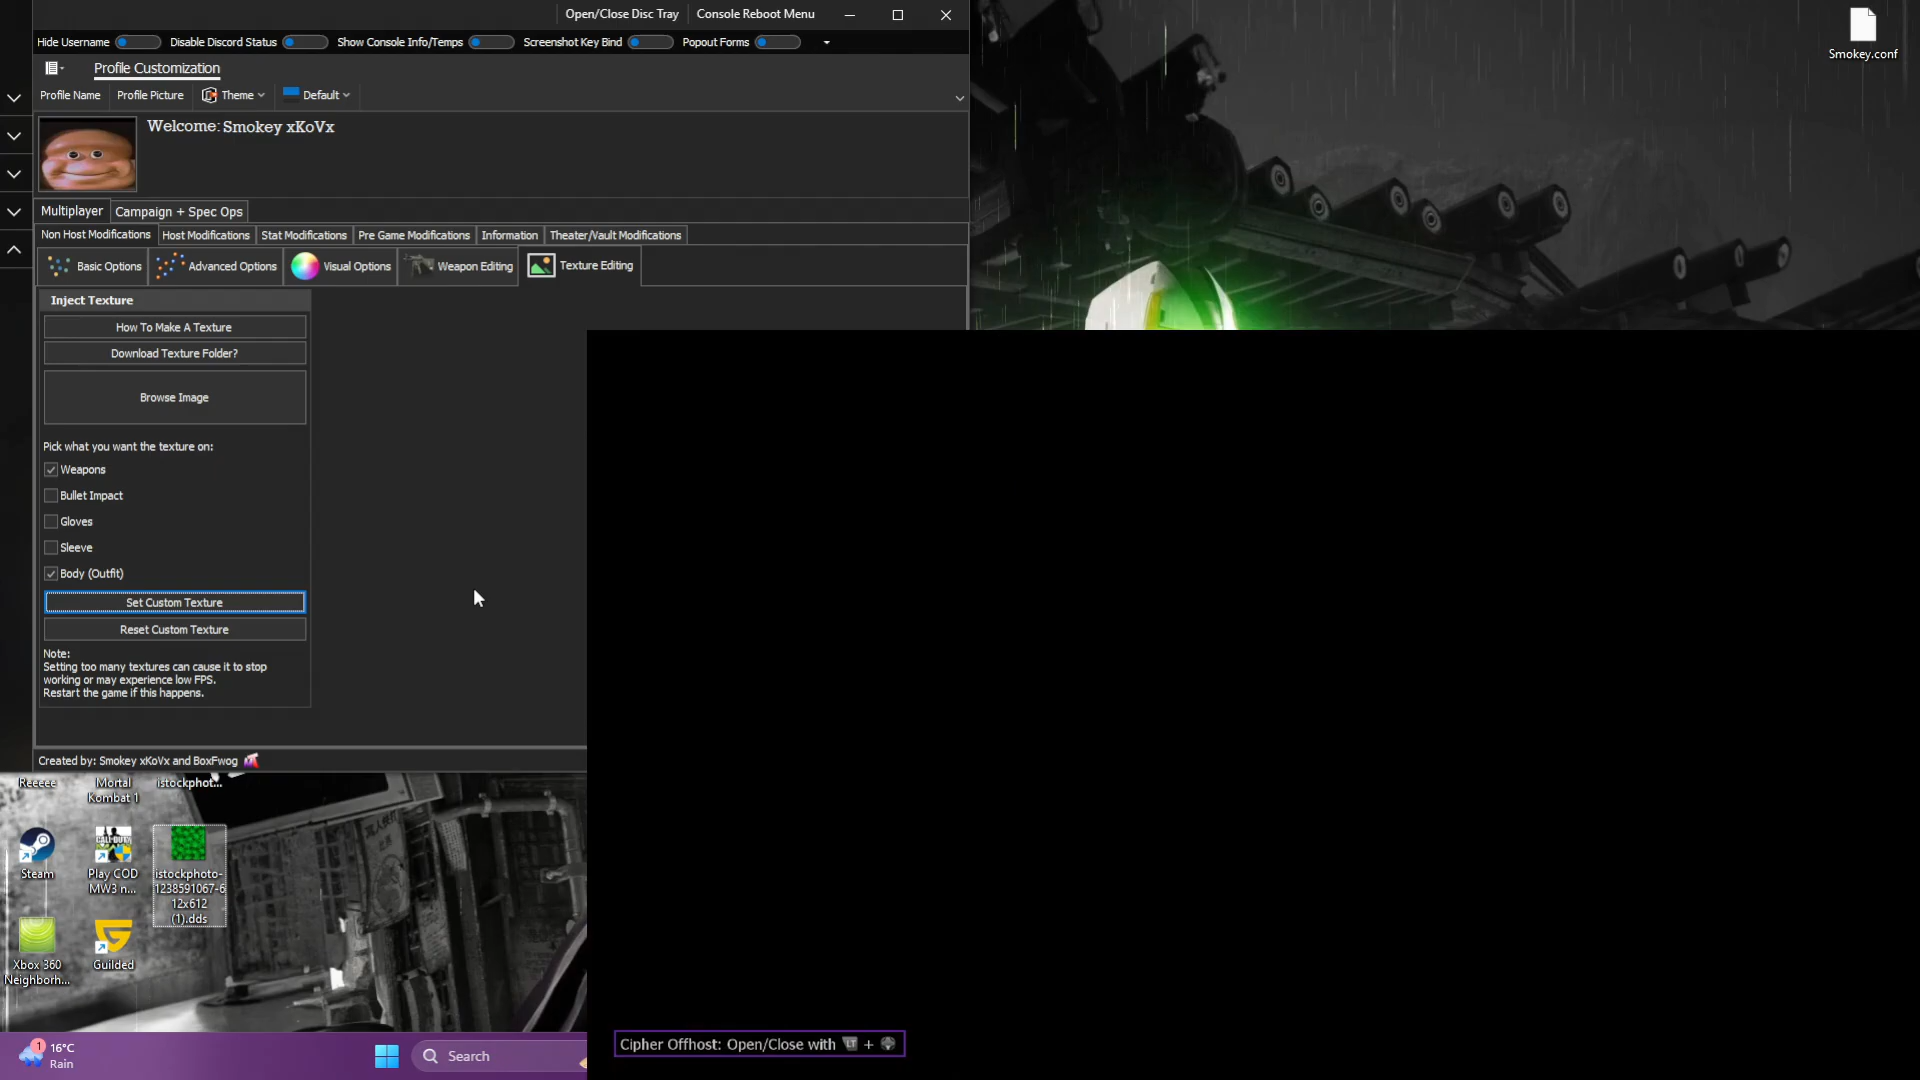 Open/Close Disc Tray
Console Reboot Menu
Hide Username
Disable Discord Status
Show Console Info/Temps
Screenshot Key Bind
Popout Forms
Profile Customization
Profile Name
Profile Picture
Theme
Default
Welcome: Smokey xKoVx
Multiplayer
Campaign + Spec Ops
Non Host Modifications
Host Modifications
Stat Modifications
Pre Game Modifications
Information
Theater/Vault Modifications
Basic Options
Advanced Options
Visual Options
Weapon Editing
Texture Editing
Inject Texture
How To Make A Texture
Download Texture Folder?
Browse Image
Pick what you want the texture on:
Weapons
Bullet Impact
Gloves
Sleeve
Body (Outfit)
Set Custom Texture
Reset Custom Texture
Note:
Setting too many textures can cause it to stop
working or may experience low FPS.
Restart the game if this happens.
Created by: Smokey xKoVx and BoxFwog
Smokey.conf
Reeeee
Mortal
Kombat 1
istockphot...
Steam
Play COD
MW3 n...
istockphoto-
1238591067-6
12x612
(1).dds
Xbox 360
Neighborh...
Guilded
1
16°C
Rain
Search
Cipher Offhost: Open/Close with LT +